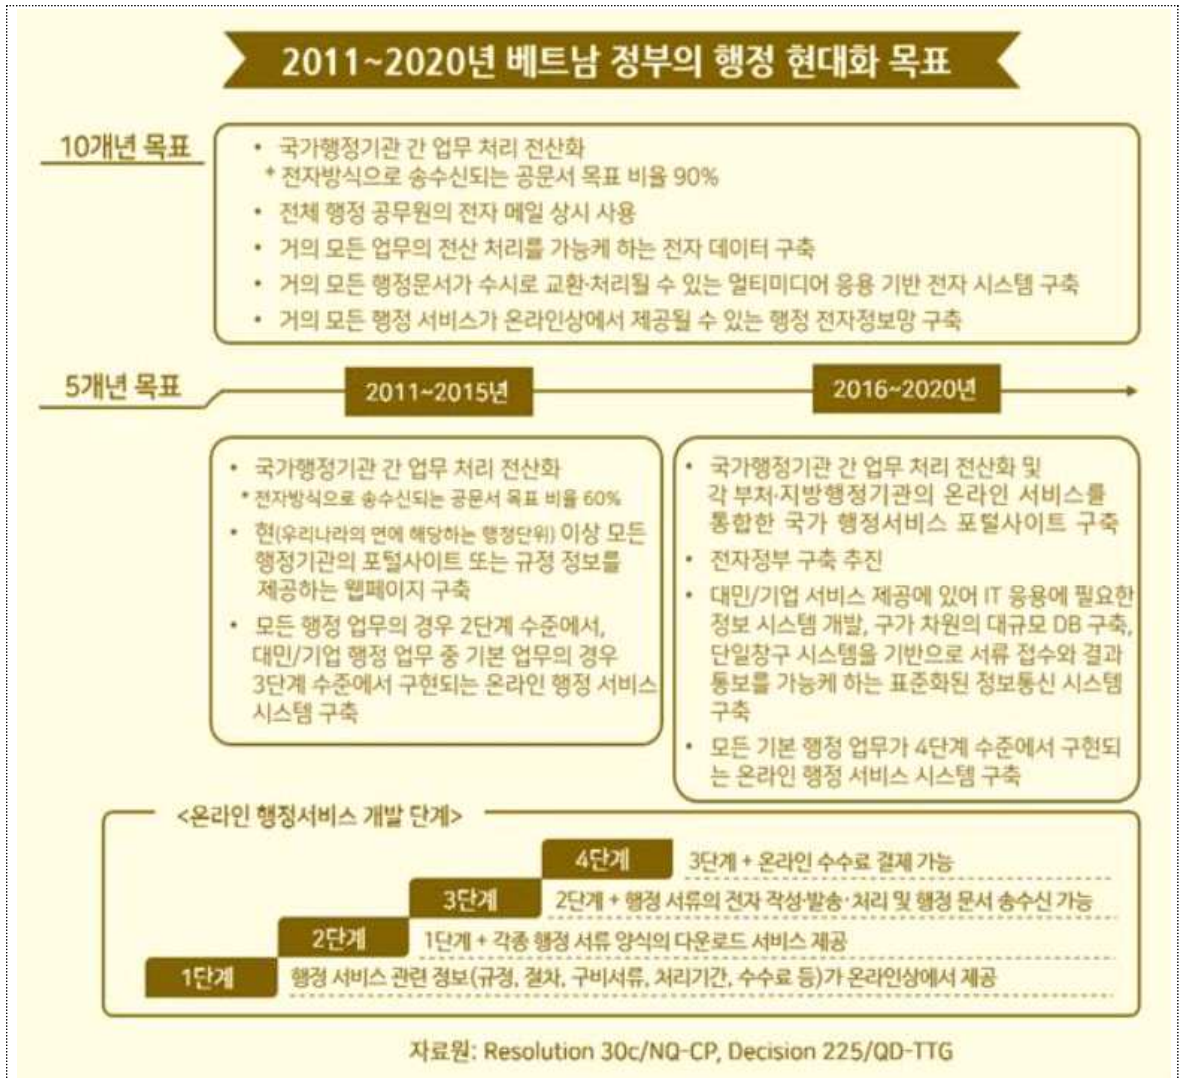 2011~2020년 베트남 정부의 행정 현대화 목표
10개년 목표
• 국가행정기관 간 업무 처리 전산화
* 전자방식으로 송수신되는 공문서 목표 비율 90%
• 전체 행정 공무원의 전자 메일 상시 사용
• 거의 모든 업무의 전산 처리를 가능케 하는 전자 데이터 구축
• 거의 모든 행정문서가 수시로 교환·처리될 수 있는 멀티미디어 응용 기반 전자 시스템 구축
• 거의 모든 행정 서비스가 온라인상에서 제공될 수 있는 행정 전자정보망 구축
5개년 목표
2011~2015년
• 국가행정기관 간 업무 처리 전산화
* 전자방식으로 송수신되는 공문서 목표 비율 60%
• 현(우리나라의 면에 해당하는 행정단위) 이상 모든
행정기관의 포털사이트 또는 규정 정보를
제공하는 웹페이지 구축
• 모든 행정 업무의 경우 2단계 수준에서,
대민/기업 행정 업무 중 기본 업무의 경우
3단계 수준에서 구현되는 온라인 행정 서비스
시스템 구축
2016~2020년
• 국가행정기관 간 업무 처리 전산화 및
각 부처·지방행정기관의 온라인 서비스를
통합한 국가 행정서비스 포털사이트 구축
• 전자정부 구축 추진
• 대민/기업 서비스 제공에 있어 IT 응용에 필요한
정보 시스템 개발, 구가 차원의 대규모 DB 구축,
단일창구 시스템을 기반으로 서류 접수와 결과
통보를 가능케 하는 표준화된 정보통신 시스템
구축
• 모든 기본 행정 업무가 4단계 수준에서 구현되
는 온라인 행정 서비스 시스템 구축
<온라인 행정서비스 개발 단계>
4단계 3단계 + 온라인 수수료 결제 가능
3단계 2단계 + 행정 서류의 전자 작성·발송·처리 및 행정 문서 송수신 가능
2단계 1단계 + 각종 행정 서류 양식의 다운로드 서비스 제공
1단계 행정 서비스 관련 정보(규정, 절차, 구비서류, 처리기간, 수수료 등)가 온라인상에서 제공
자료원: Resolution 30c/NQ-CP, Decision 225/QD-TTG